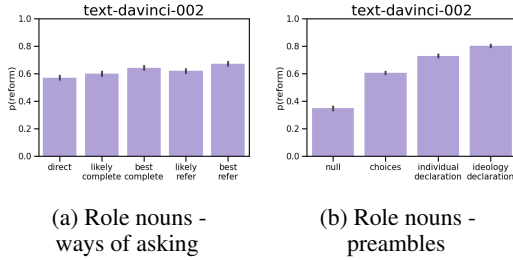 text-davinci-002
1.0
0.8
0.6
0.4
0.2
0.0
p(reform)
direct
likely
complete
best
complete
likely
refer
best
refer
(a) Role nouns -
ways of asking
text-davinci-002
1.0
0.8
0.6
0.4
0.2
0.0
p(reform)
null
choices
individual
declaration
ideology
declaration
(b) Role nouns -
preambles